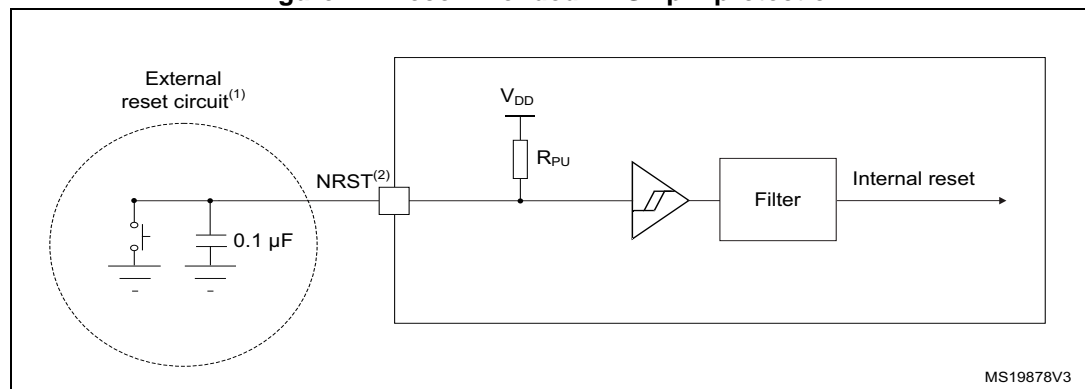 External
reset circuit(1)
VDD
RPU
NRST(2)
Filter
Internal reset
0.1 µF
MS19878V3